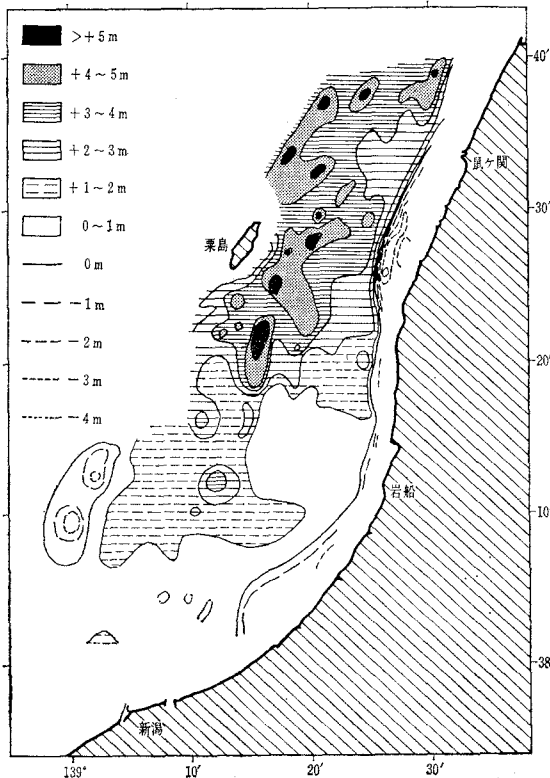 >+5m
+4~5m
+3~4m
+2~3m
+1~2m
0~1m
0m
-1m
-2m
-3m
-4m
粟島
鼠ケ関
岩船
新潟
40′
30′
20′
10′
38
139°
10′
20′
30′